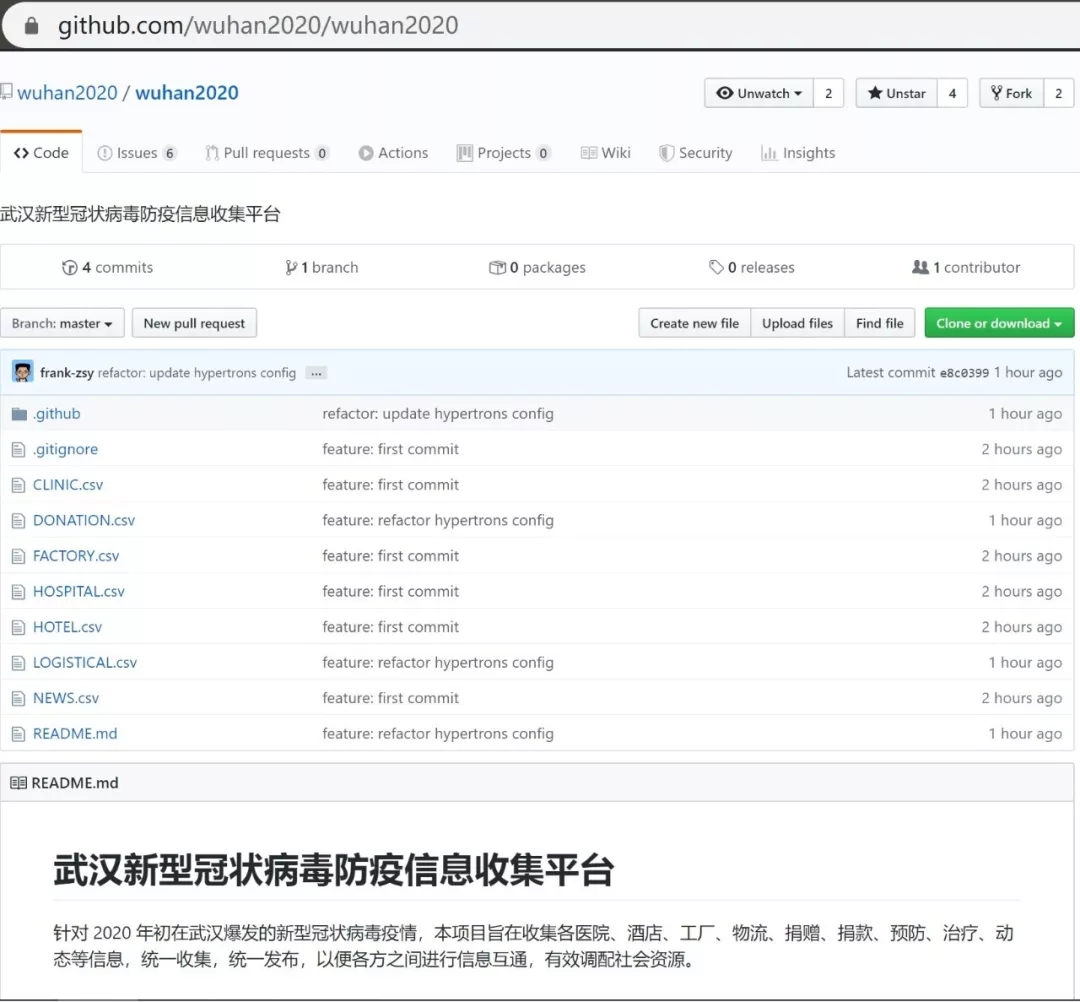 github.com/wuhan2020/wuhan2020
wuhan2020 / wuhan2020
Unwatch 2 Unstar 4 Fork 2
Code Issues 6 Pull requests 0 Actions Projects 0 Wiki Security Insights
武汉新型冠状病毒防疫信息收集平台
4 commits 1 branch 0 packages 0 releases 1 contributor
Branch: master New pull request Create new file Upload files Find file Clone or download
frank-zsy refactor: update hypertrons config ... Latest commit e8c0399 1 hour ago
.github refactor: update hypertrons config 1 hour ago
.gitignore feature: first commit 2 hours ago
CLINIC.csv feature: first commit 2 hours ago
DONATION.csv feature: refactor hypertrons config 1 hour ago
FACTORY.csv feature: first commit 2 hours ago
HOSPITAL.csv feature: first commit 2 hours ago
HOTEL.csv feature: first commit 2 hours ago
LOGISTICAL.csv feature: refactor hypertrons config 1 hour ago
NEWS.csv feature: first commit 2 hours ago
README.md feature: refactor hypertrons config 1 hour ago
README.md
武汉新型冠状病毒防疫信息收集平台
针对 2020 年初在武汉爆发的新型冠状病毒疫情，本项目旨在收集各医院、酒店、工厂、物流、捐赠、捐款、预防、治疗、动
态等信息，统一收集，统一发布，以便各方之间进行信息互通，有效调配社会资源。